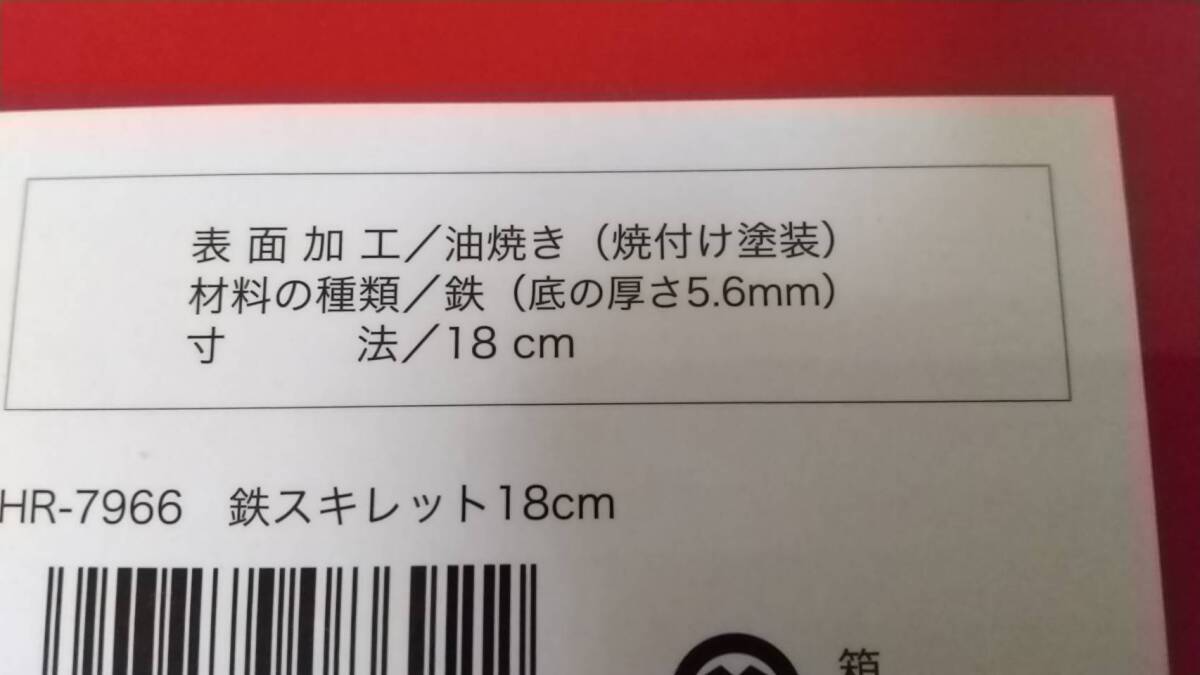 表面加工／油焼き（焼付け塗装）
材料の種類／鉄（底の厚さ5.6mm）
寸　　法／18 cm
HR-7966　鉄スキレット18cm
箱